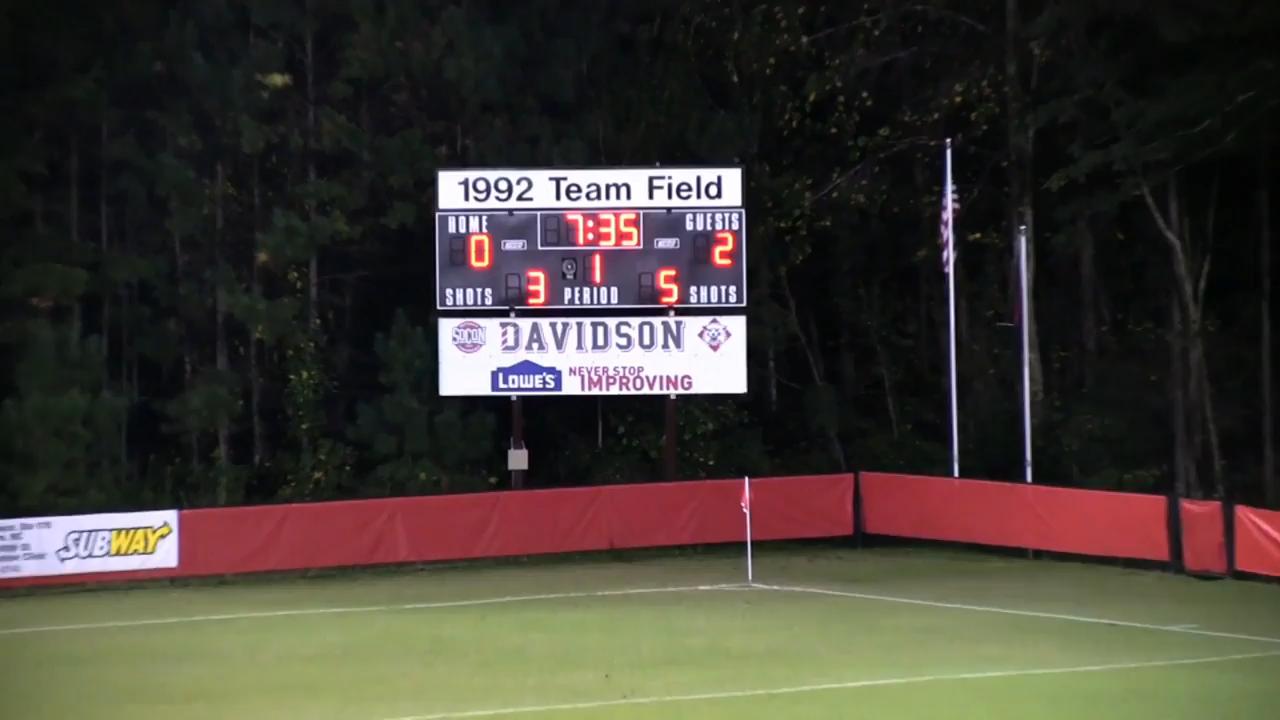 1992 Team Field
HOME 7:35 GUESTS
0 2
3 1 5
SHOTS PERIOD SHOTS
SOCON DAVIDSON
LOWE'S NEVER STOP
IMPROVING
SUBWAY